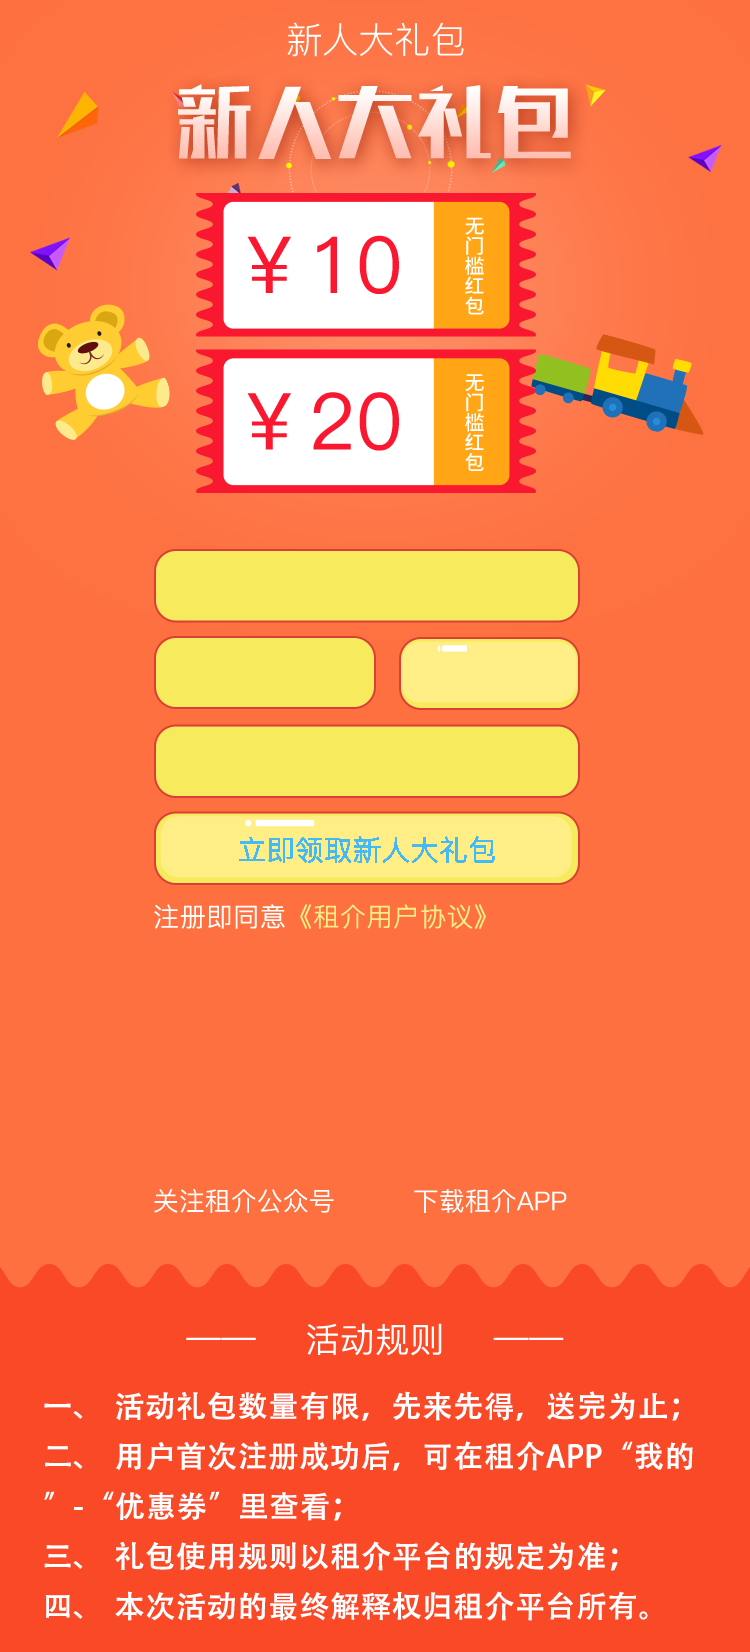 新人大礼包
新人大礼包
￥10
无门槛红包
￥20
无门槛红包
立即领取新人大礼包
注册即同意《租介用户协议》
关注租介公众号
下载租介APP
活动规则
一、 活动礼包数量有限，先来先得，送完为止；
二、 用户首次注册成功后，可在租介APP“我的
”-“优惠券”里查看；
三、 礼包使用规则以租介平台的规定为准；
四、 本次活动的最终解释权归租介平台所有。